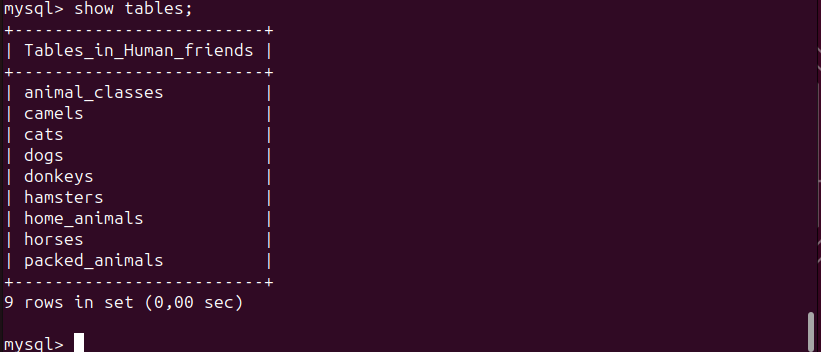 mysql> show tables;
+-------------------------+
| Tables_in_Human_friends |
+-------------------------+
| animal_classes          |
| camels                  |
| cats                    |
| dogs                    |
| donkeys                 |
| hamsters                |
| home_animals            |
| horses                  |
| packed_animals          |
+-------------------------+
9 rows in set (0,00 sec)
mysql>